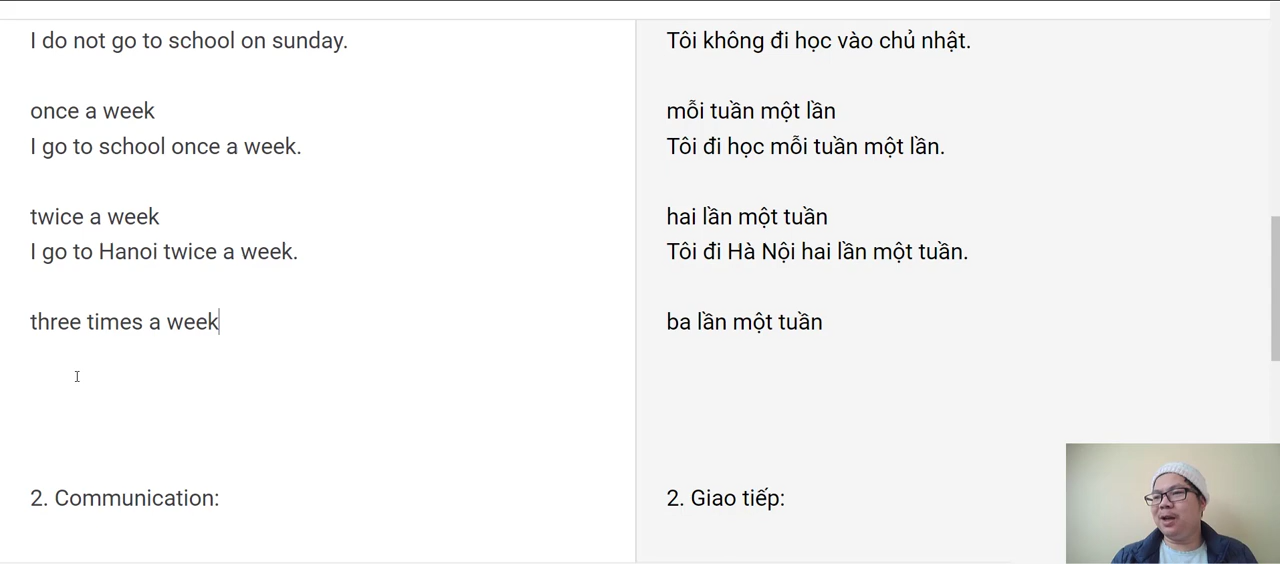 I do not go to school on sunday.
Tôi không đi học vào chủ nhật.
once a week
mỗi tuần một lần
I go to school once a week.
Tôi đi học mỗi tuần một lần.
twice a week
hai lần một tuần
I go to Hanoi twice a week.
Tôi đi Hà Nội hai lần một tuần.
three times a week
ba lần một tuần
2. Communication:
2. Giao tiếp: